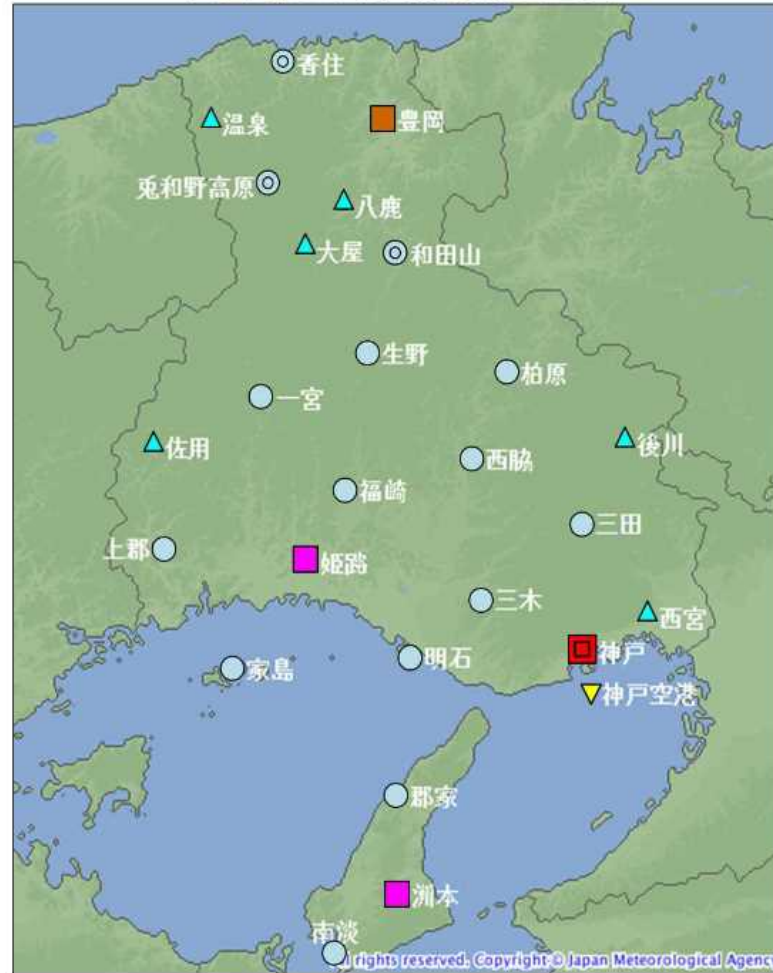 香住
温泉
豊岡
兎和野高原
八鹿
大屋
和田山
生野
柏原
一宮
佐用
後川
西脇
福崎
三田
上郡
姫路
三木
西宮
神戸
明石
家島
神戸空港
郡家
洲本
南淡
ll rights reserved. Copyright © Japan Meteorological Agency